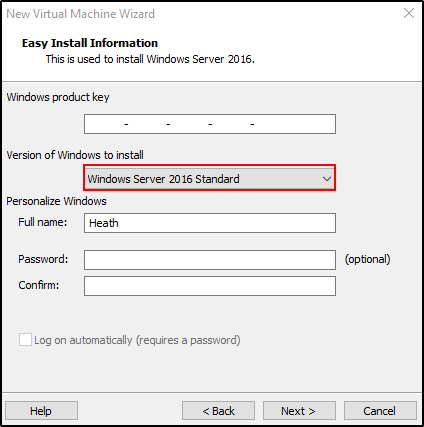 New Virtual Machine Wizard
Easy Install Information
This is used to install Windows Server 2016.
Windows product key
- - - -
Version of Windows to install
Windows Server 2016 Standard
Personalize Windows
Full name: Heath
Password: (optional)
Confirm:
Log on automatically (requires a password)
Help < Back Next > Cancel